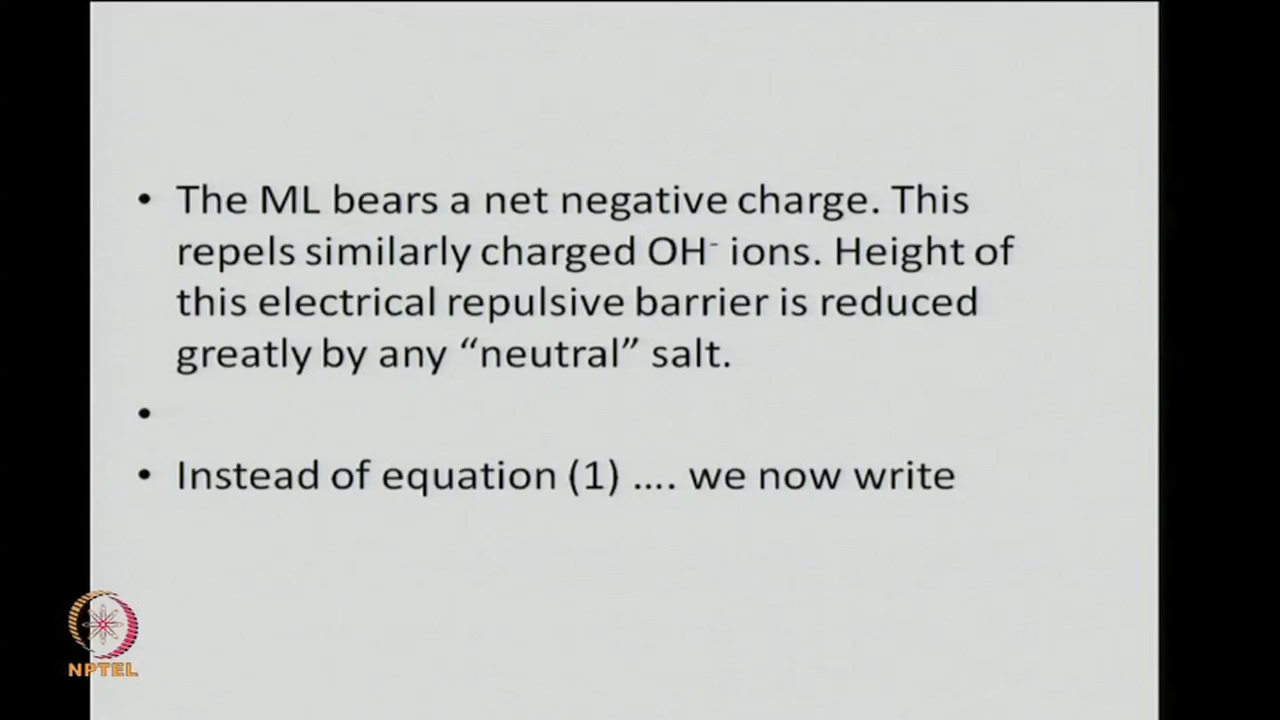 • The ML bears a net negative charge. This
repels similarly charged OH⁻ ions. Height of
this electrical repulsive barrier is reduced
greatly by any “neutral” salt.
•
• Instead of equation (1) .... we now write
NPTEL